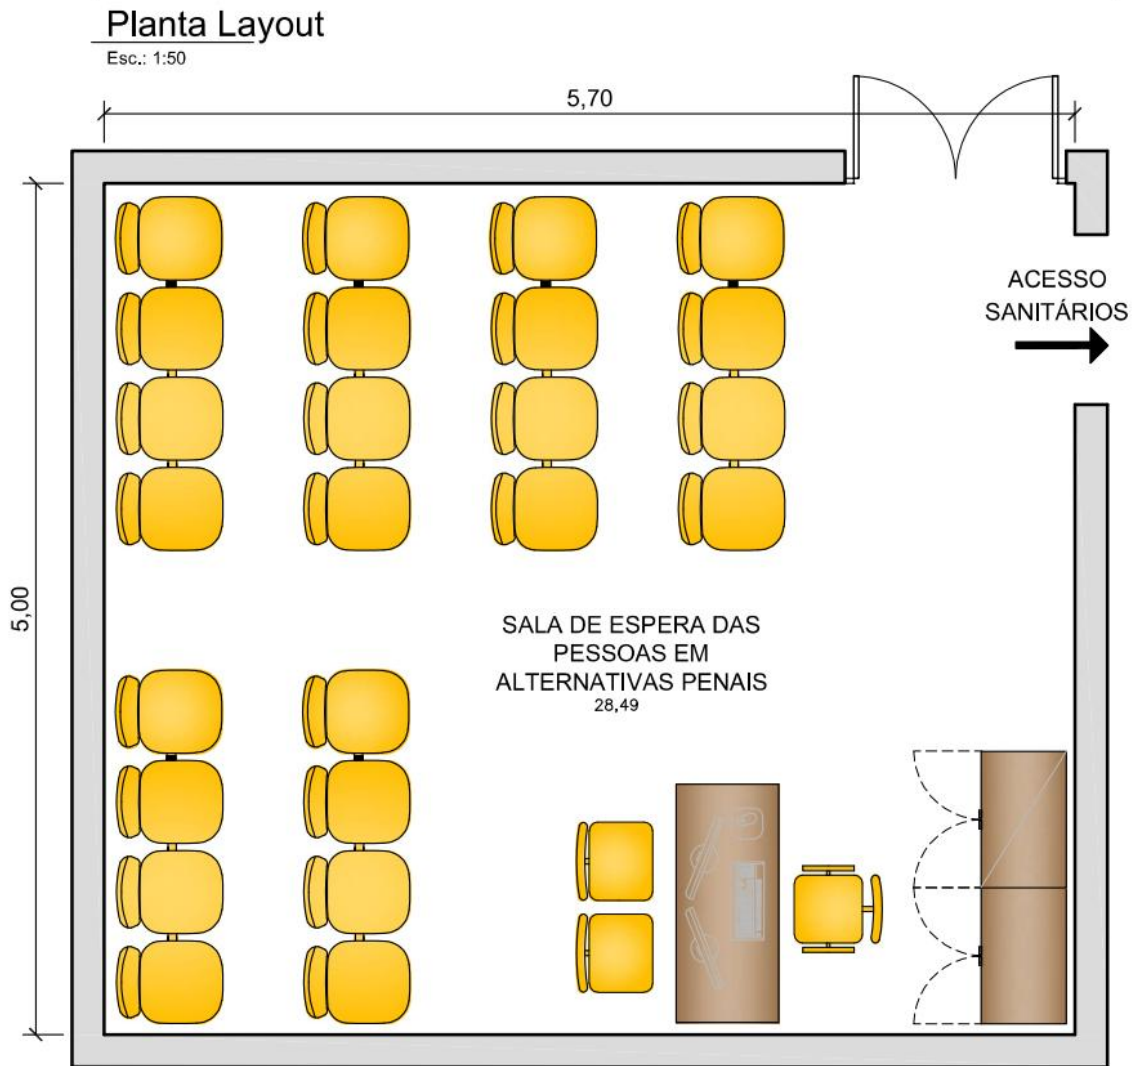 Planta Layout
Esc.: 1:50
5,70
ACESSO
SANITÁRIOS
5,00
SALA DE ESPERA DAS
PESSOAS EM
ALTERNATIVAS PENAIS
28,49